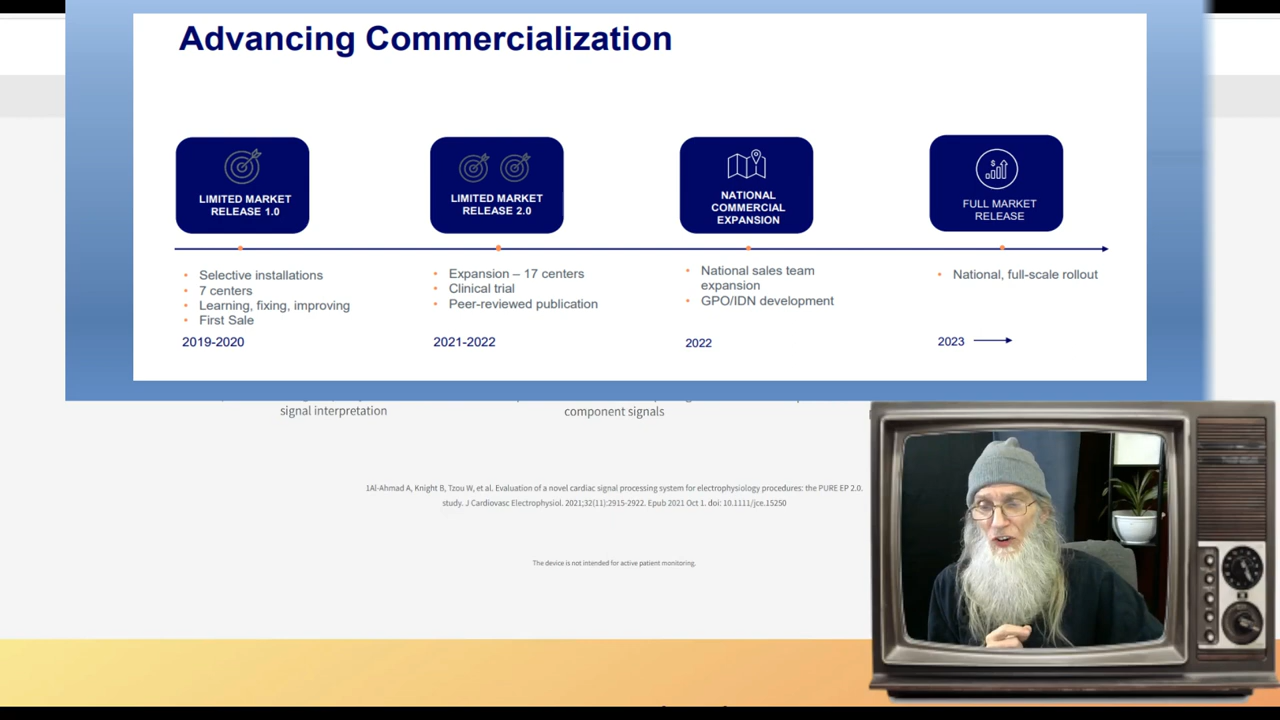 Advancing Commercialization
LIMITED MARKET
RELEASE 1.0
LIMITED MARKET
RELEASE 2.0
NATIONAL
COMMERCIAL
EXPANSION
FULL MARKET
RELEASE
• Selective installations
• 7 centers
• Learning, fixing, improving
• First Sale
2019-2020
• Expansion – 17 centers
• Clinical trial
• Peer-reviewed publication
2021-2022
• National sales team
expansion
• GPO/IDN development
2022
• National, full-scale rollout
2023
signal interpretation
component signals
1Al-Ahmad A, Knight B, Tzou W, et al. Evaluation of a novel cardiac signal processing system for electrophysiology procedures: the PURE EP 2.0.
study. J Cardiovasc Electrophysiol. 2021;32(11):2915-2922. Epub 2021 Oct 1. doi: 10.1111/jce.15250
The device is not intended for active patient monitoring.